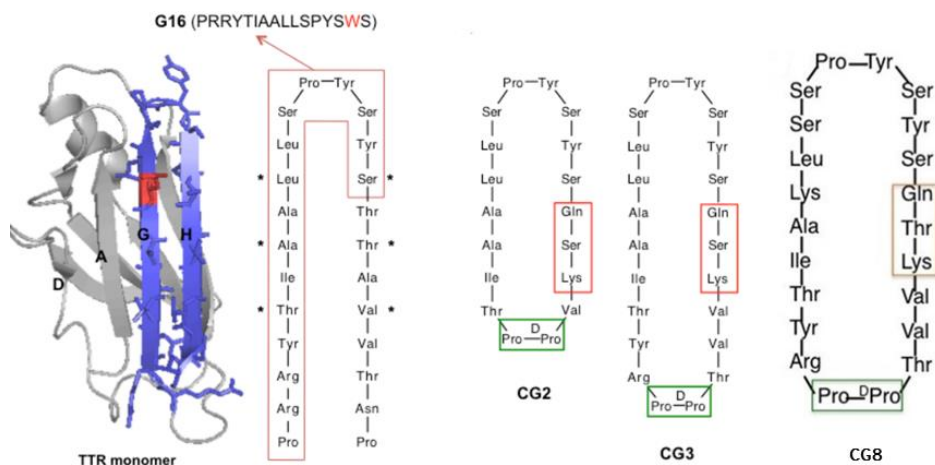 G16 (PRRYTIAALLSPYSWS)
D
A
G
H
TTR monomer
Pro—Tyr
Ser Ser
Leu Tyr
* Leu Ser *
Ala Thr
* Ala Thr *
Ile Ala
* Thr Val *
Tyr Val
Arg Thr
Arg Asn
Pro Pro
Pro—Tyr
Ser Ser
Leu Tyr
Leu Ser
Ala Gln
Ala Ser
Ile Lys
Thr Val
D
Pro—Pro
CG2
Pro—Tyr
Ser Ser
Leu Tyr
Leu Ser
Ala Gln
Ala Ser
Ile Lys
Thr Val
Tyr Val
Arg Thr
D
Pro—Pro
CG3
Pro—Tyr
Ser Ser
Ser Tyr
Leu Ser
Lys Gln
Ala Thr
Ile Lys
Thr Val
Tyr Val
Arg Thr
Pro—DPro
CG8